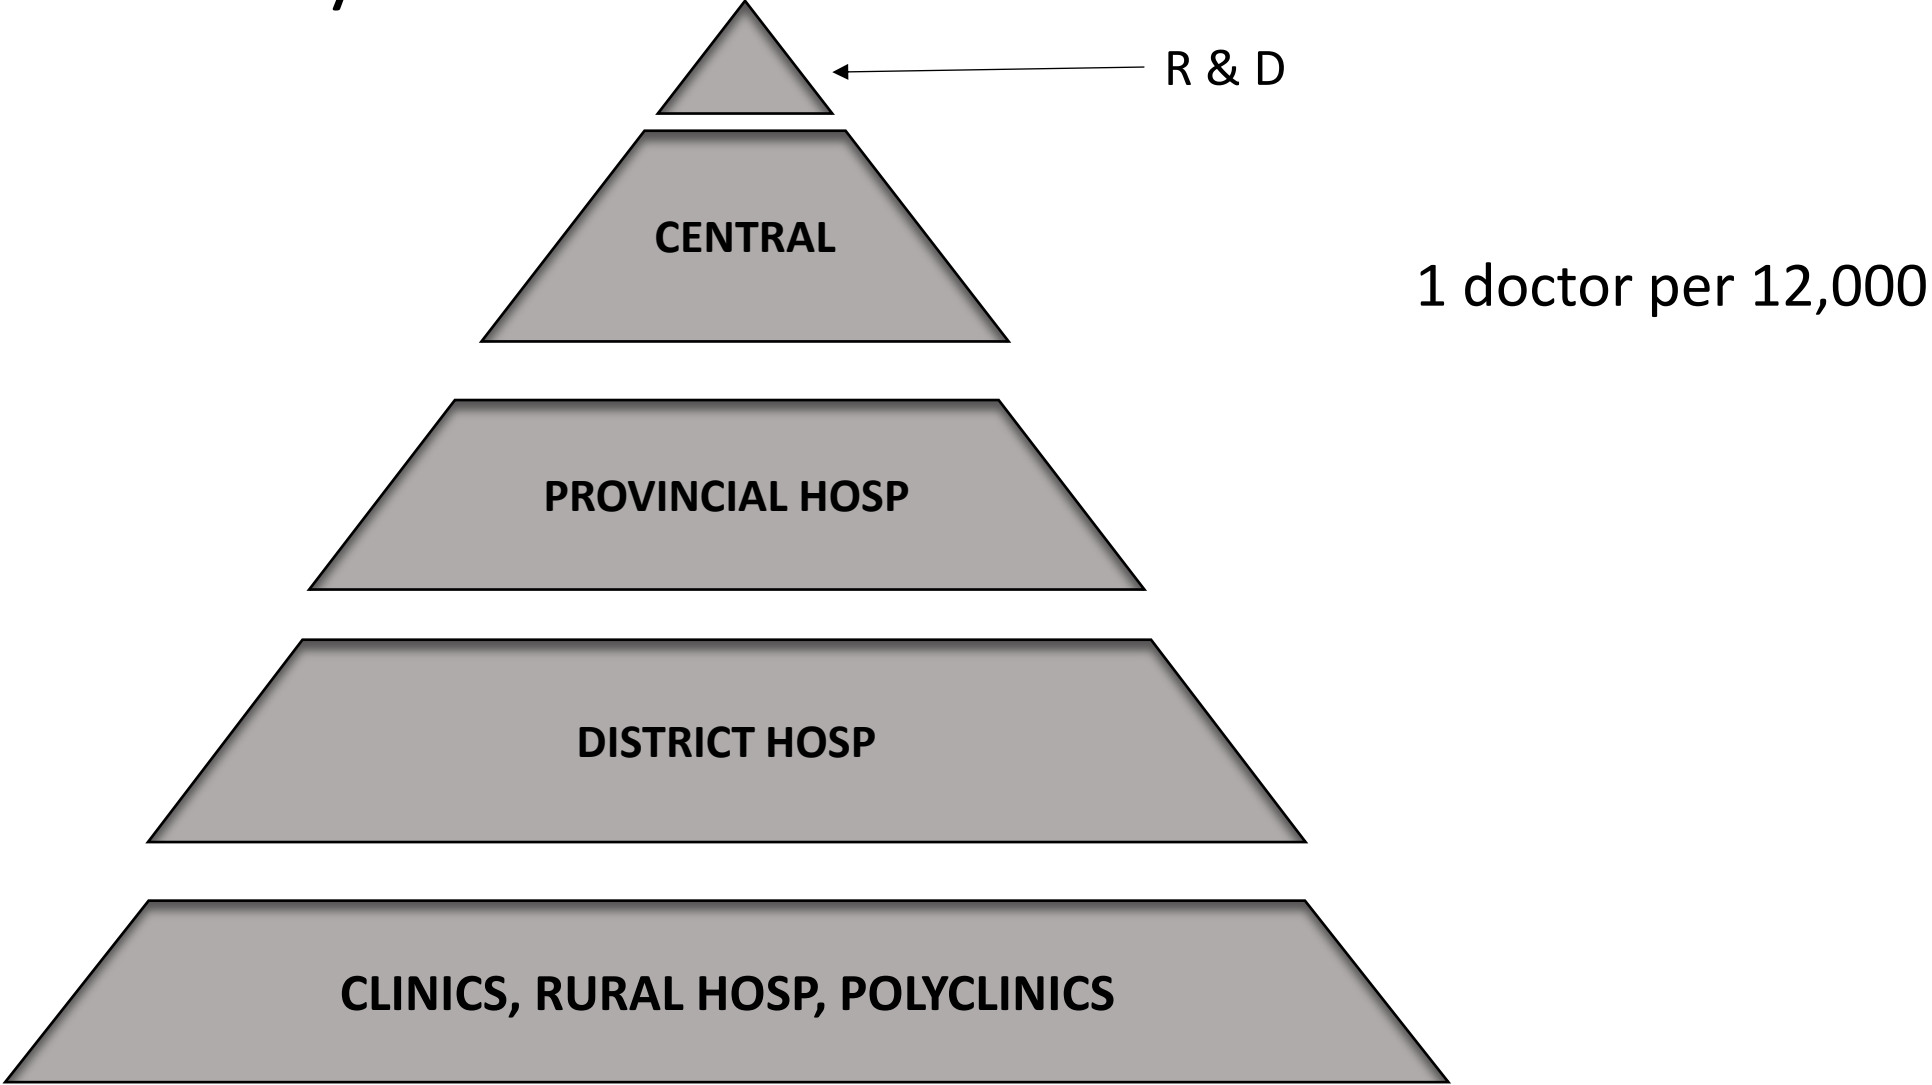 R & D
CENTRAL
1 doctor per 12,000
PROVINCIAL HOSP
DISTRICT HOSP
CLINICS, RURAL HOSP, POLYCLINICS